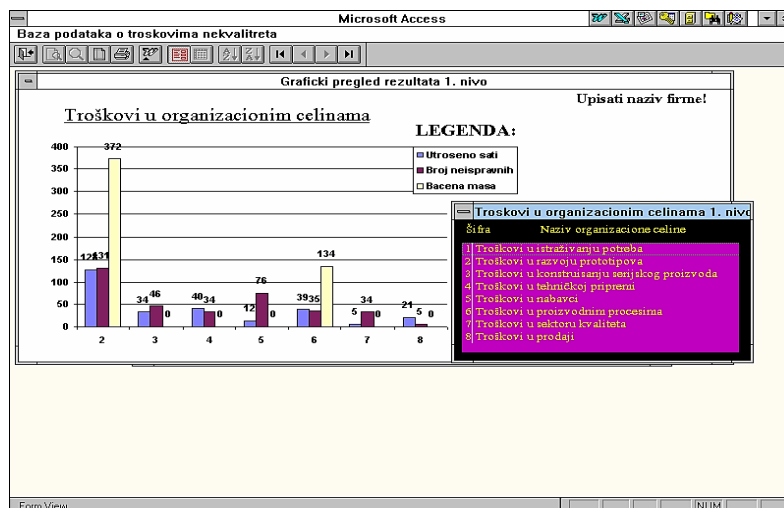 Microsoft Access
Baza podataka o troskovima nekvalitreta
Graficki pregled rezultata 1. nivo
Upisati naziv firme!
Troškovi u organizacionim celinama
LEGENDA:
Utroseno sati
Broj neispravnih
Bacena masa
400
350
300
250
200
150
100
50
0
372
131
34 46 0
40 34 0
12 76 0
39 35 134
5 34 0
21 5 0
2 3 4 5 6 7 8
Troskovi u organizacionim celinama 1. nivo
Šifra Naziv organizacione celine
1 Troškovi u istraživanju potreba
2 Troškovi u razvoju prototipova
3 Troškovi u konstruisanju serijskog proizvoda
4 Troškovi u tehničkoj pripremi
5 Troškovi u nabavci
6 Troškovi u proizvodnim procesima
7 Troškovi u sektoru kvaliteta
8 Troškovi u prodaji
Form View
NUM